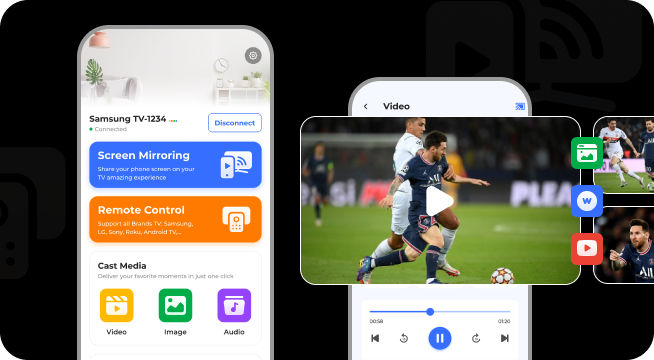 Samsung TV-1234
Connected
Disconnect
Screen Mirroring
Share your phone screen on your
TV amazing experience
Remote Control
Support all Brands TV: Samsung,
LG, Sony, Roku, Android TV,...
Cast Media
Deliver your favorite moments in just one click
Video
Image
Audio
Video
PLEA
W
00:58
01:20